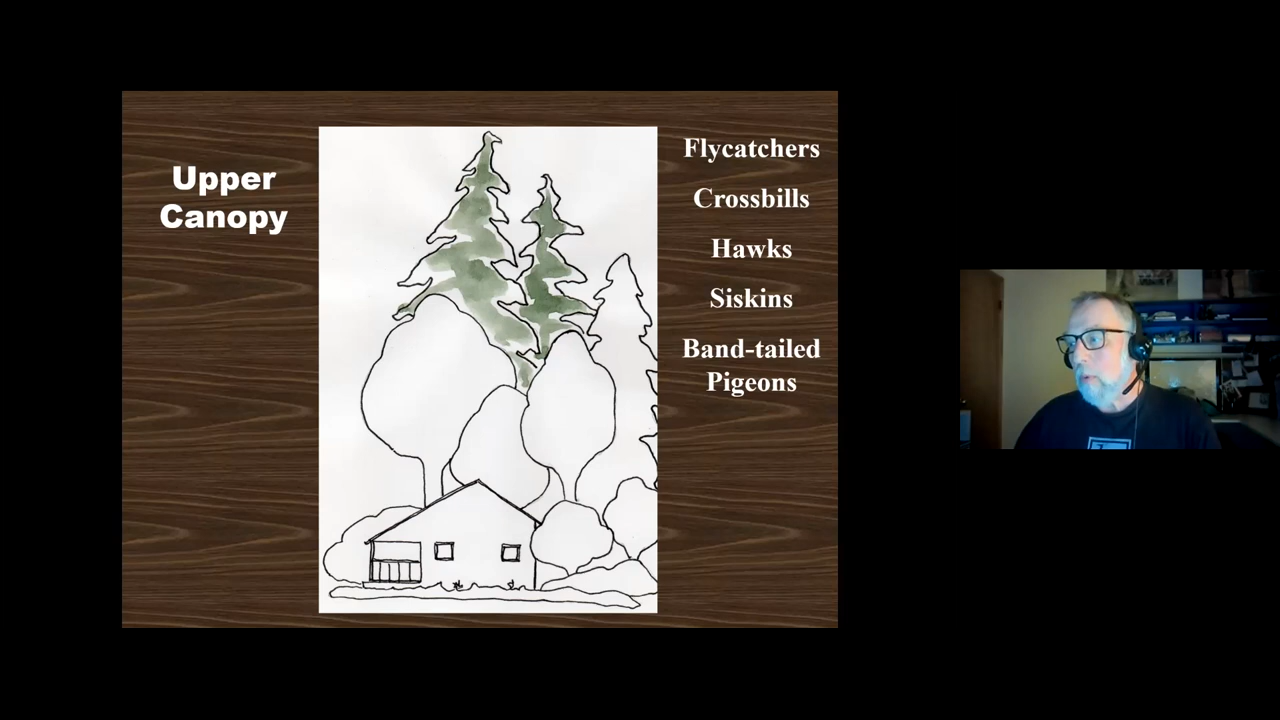 Upper
Canopy
Flycatchers
Crossbills
Hawks
Siskins
Band-tailed
Pigeons